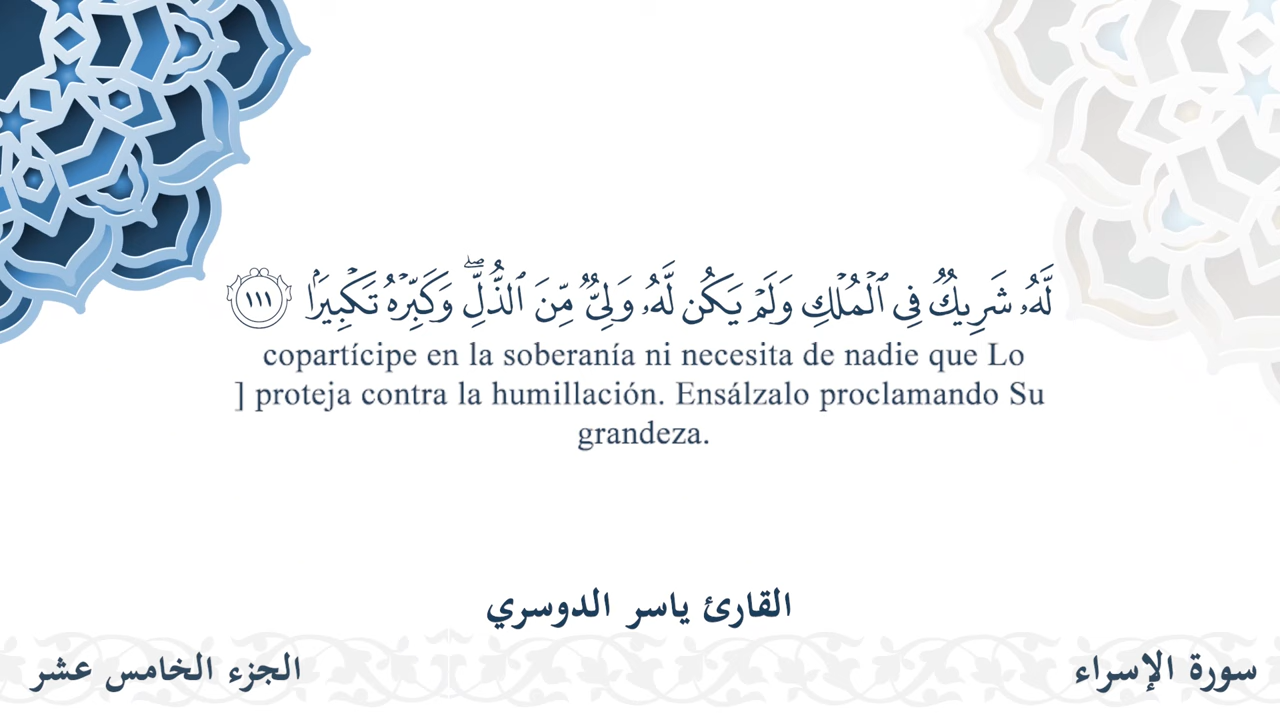 لَّهُۥ شَرِيكٌ فِى ٱلْمُلْكِ وَلَمْ يَكُن لَّهُۥ وَلِىٌّ مِّنَ ٱلذُّلِّ ۖ وَكَبِّرْهُ تَكْبِيرًۢا ١١١
copartícipe en la soberanía ni necesita de nadie que Lo
] proteja contra la humillación. Ensálzalo proclamando Su
grandeza.
القارئ ياسر الدوسري
سورة الإسراء
الجزء الخامس عشر